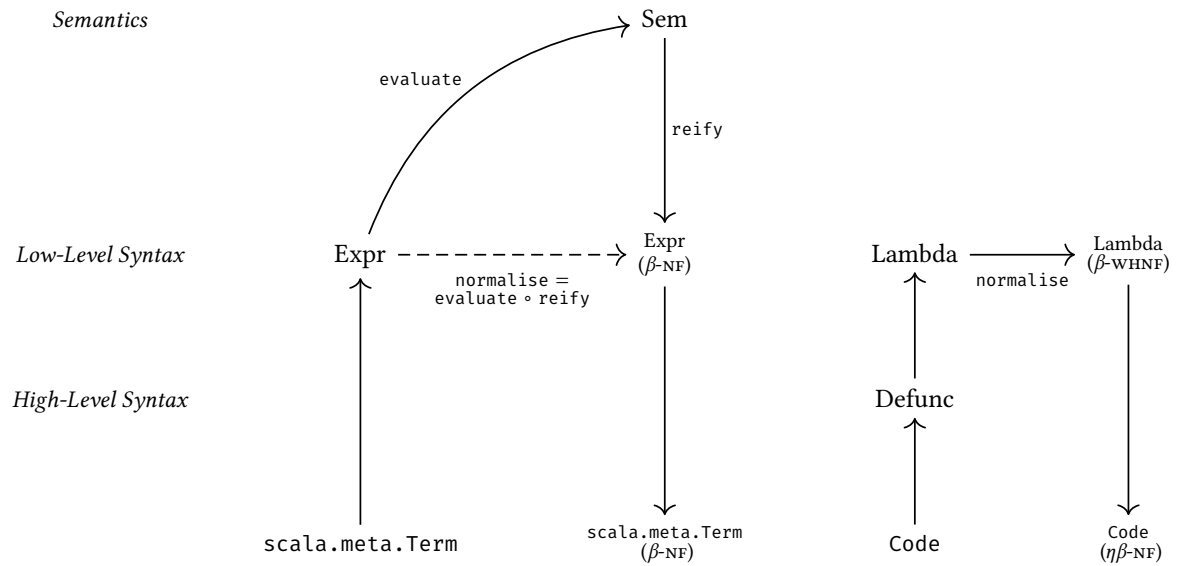 Semantics
Sem
evaluate
reify
Low-Level Syntax
Expr
normalise =
evaluate ∘ reify
Expr
(β-NF)
Lambda
normalise
Lambda
(β-WHNF)
High-Level Syntax
Defunc
scala.meta.Term
scala.meta.Term
(β-NF)
Code
Code
(ηβ-NF)